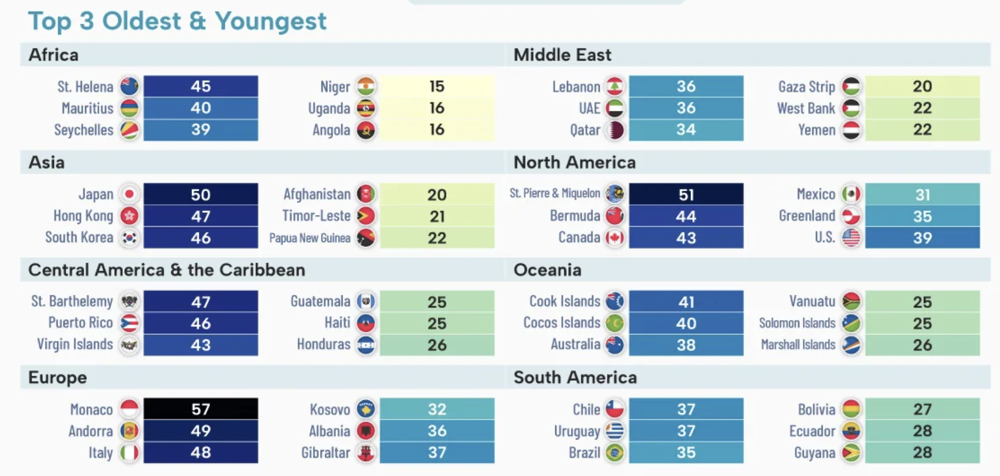 Top 3 Oldest & Youngest
Africa
St. Helena 45
Mauritius 40
Seychelles 39
Niger 15
Uganda 16
Angola 16
Middle East
Lebanon 36
UAE 36
Qatar 34
Gaza Strip 20
West Bank 22
Yemen 22
Asia
Japan 50
Hong Kong 47
South Korea 46
Afghanistan 20
Timor-Leste 21
Papua New Guinea 22
North America
St. Pierre & Miquelon 51
Bermuda 44
Canada 43
Mexico 31
Greenland 35
U.S. 39
Central America & the Caribbean
St. Barthelemy 47
Puerto Rico 46
Virgin Islands 43
Guatemala 25
Haiti 25
Honduras 26
Oceania
Cook Islands 41
Cocos Islands 40
Australia 38
Vanuatu 25
Solomon Islands 25
Marshall Islands 26
Europe
Monaco 57
Andorra 49
Italy 48
Kosovo 32
Albania 36
Gibraltar 37
South America
Chile 37
Uruguay 37
Brazil 35
Bolivia 27
Ecuador 28
Guyana 28